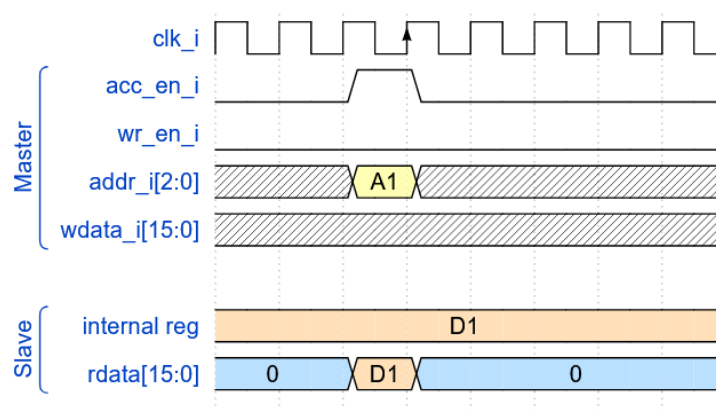 clk_i
Master
acc_en_i
wr_en_i
addr_i[2:0] A1
wdata_i[15:0]
Slave
internal reg D1
rdata[15:0] 0 D1 0